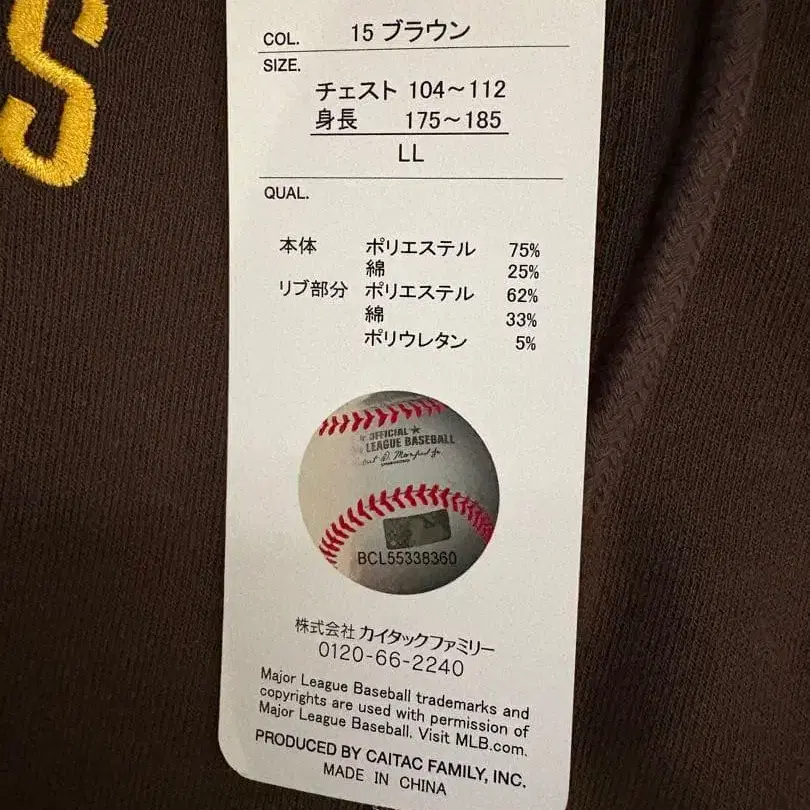 S
COL. 15 ブラウン
SIZE.
チェスト 104～112
身長 175～185
LL
QUAL.
本体 ポリエステル 75%
綿 25%
リブ部分 ポリエステル 62%
綿 33%
ポリウレタン 5%
OFFICIAL
LEAGUE BASEBALL
BCL55338360
株式会社 カイタックファミリー
0120-66-2240
Major League Baseball trademarks and
copyrights are used with permission of
Major League Baseball. Visit MLB.com.
PRODUCED BY CAITAC FAMILY, INC.
MADE IN CHINA